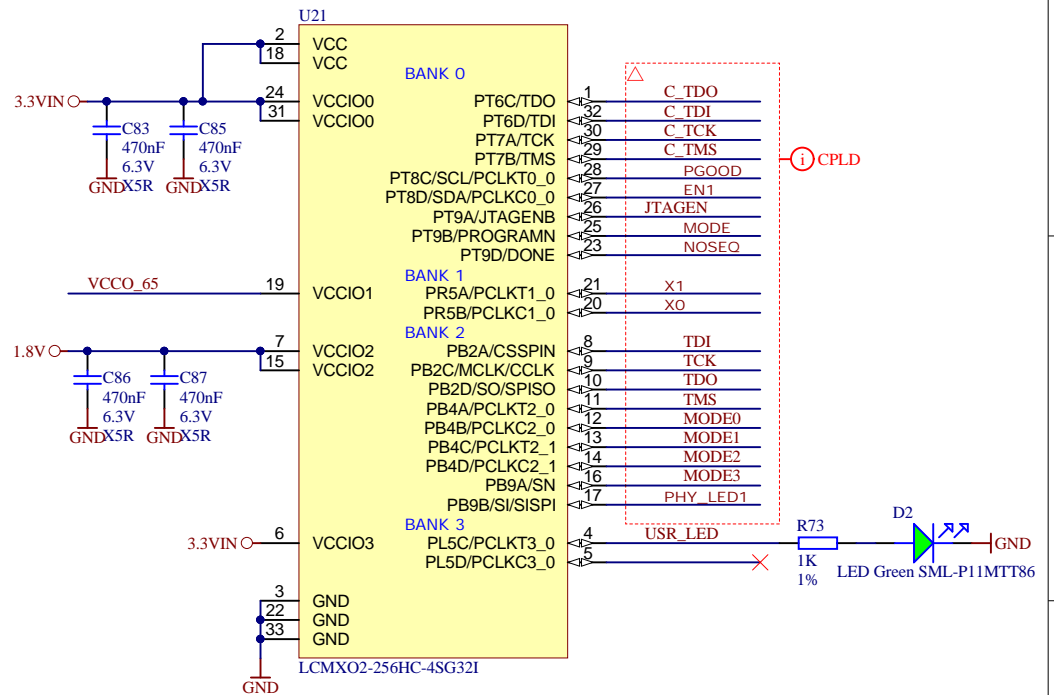 U21
2 VCC
18 VCC
BANK 0
3.3VIN 24 VCCIO0 PT6C/TDO 1 C_TDO
31 VCCIO0 PT6D/TDI 32 C_TDI
C83 C85 PT7A/TCK 30 C_TCK
470nF 470nF PT7B/TMS 29 C_TMS
i CPLD
6.3V 6.3V PT8C/SCL/PCLKT0_0 28 PGOOD
GND X5R GND X5R PT8D/SDA/PCLKC0_0 27 EN1
PT9A/JTAGENB 26 JTAGEN
PT9B/PROGRAMN 25 MODE
PT9D/DONE 23 NOSEQ
BANK 1
VCCO_65 19 VCCIO1 PR5A/PCLKT1_0 21 X1
PR5B/PCLKC1_0 20 X0
BANK 2
1.8V 7 VCCIO2 PB2A/CSSPIN 8 TDI
15 VCCIO2 PB2C/MCLK/CCLK 9 TCK
C86 C87 PB2D/SO/SPISO 10 TDO
470nF 470nF PB4A/PCLKT2_0 11 TMS
6.3V 6.3V PB4B/PCLKC2_0 12 MODE0
GND X5R GND X5R PB4C/PCLKT2_1 13 MODE1
PB4D/PCLKC2_1 14 MODE2
PB9A/SN 16 MODE3
PB9B/SI/SISPI 17 PHY_LED1
BANK 3
3.3VIN 6 VCCIO3 PL5C/PCLKT3_0 4 USR_LED R73 D2 GND
PL5D/PCLKC3_0 5 1K LED Green SML-P11MTT86
1%
3 GND
22 GND
33 GND
LCMXO2-256HC-4SG32I
GND